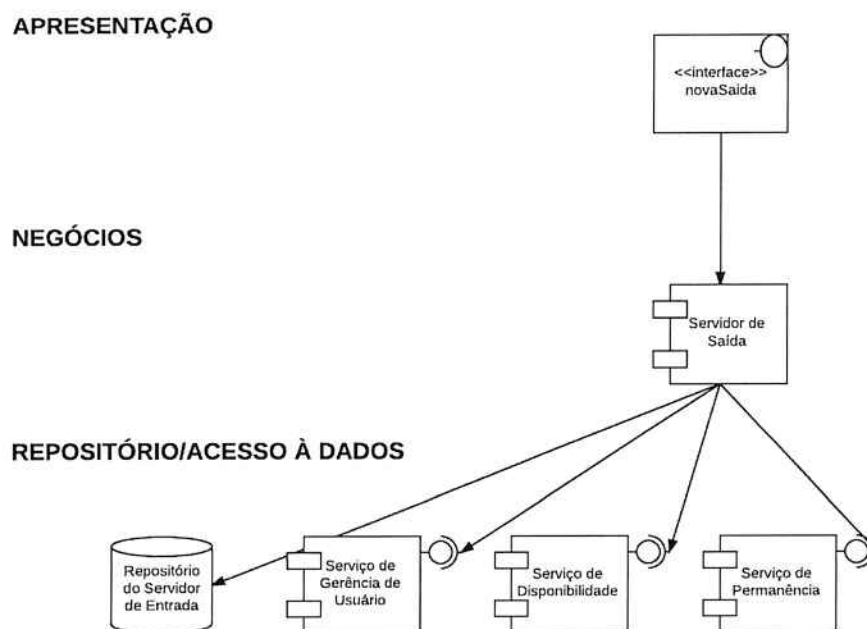 APRESENTAÇÃO
<<interface>>
novaSaida
NEGÓCIOS
Servidor de
Saída
REPOSITÓRIO/ACESSO À DADOS
Repositório
do Servidor
de Entrada
Serviço de
Gerência de
Usuário
Serviço de
Disponibilidade
Serviço de
Permanência